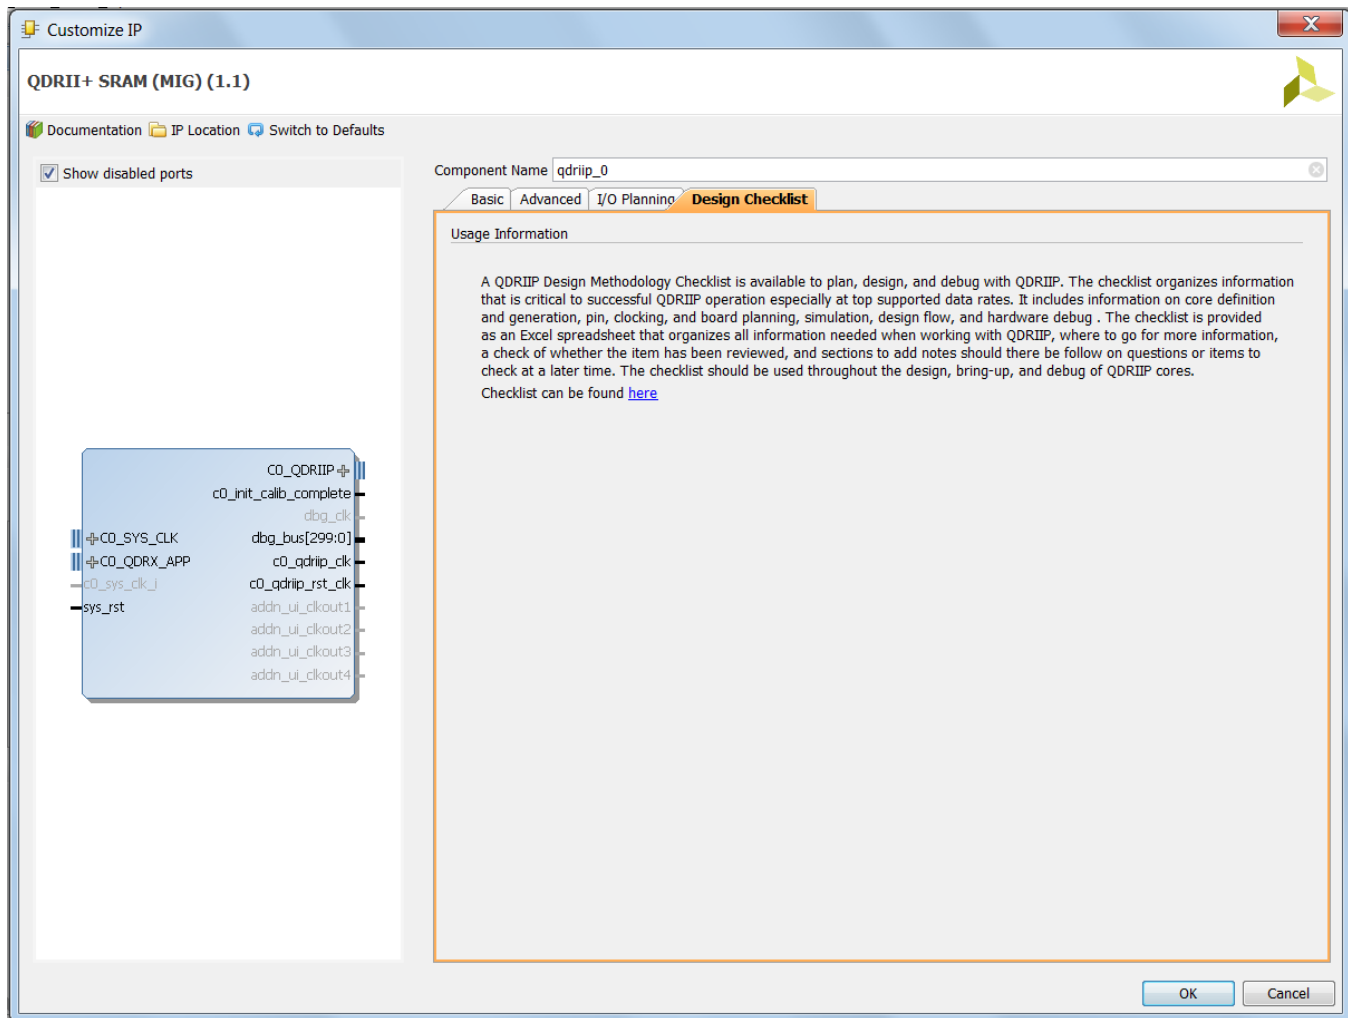 Customize IP
QDRII+ SRAM (MIG) (1.1)
Documentation IP Location Switch to Defaults
Show disabled ports
C0_QDRIIP
c0_init_calib_complete
dbg_clk
C0_SYS_CLK dbg_bus[299:0]
C0_QDRX_APP c0_qdriip_clk
c0_sys_clk_i c0_qdriip_rst_clk
sys_rst addn_ui_clkout1
addn_ui_clkout2
addn_ui_clkout3
addn_ui_clkout4
Component Name qdriip_0
Basic Advanced I/O Planning Design Checklist
Usage Information
A QDRIIP Design Methodology Checklist is available to plan, design, and debug with QDRIIP. The checklist organizes information
that is critical to successful QDRIIP operation especially at top supported data rates. It includes information on core definition
and generation, pin, clocking, and board planning, simulation, design flow, and hardware debug . The checklist is provided
as an Excel spreadsheet that organizes all information needed when working with QDRIIP, where to go for more information,
a check of whether the item has been reviewed, and sections to add notes should there be follow on questions or items to
check at a later time. The checklist should be used throughout the design, bring-up, and debug of QDRIIP cores.
Checklist can be found here
OK Cancel